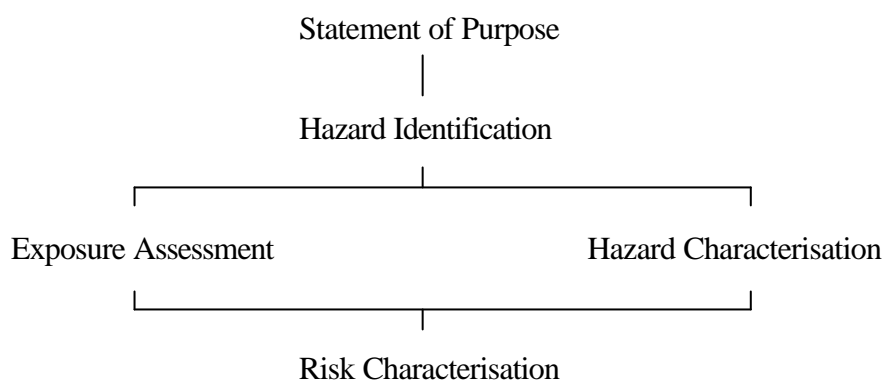 Statement of Purpose
Hazard Identification
Exposure Assessment
Hazard Characterisation
Risk Characterisation